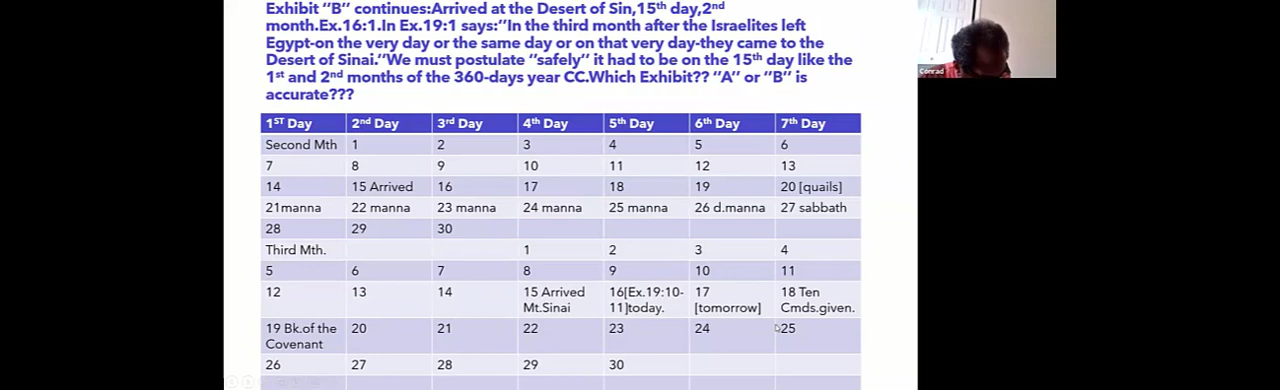 Exhibit “B” continues:Arrived at the Desert of Sin,15th day,2nd
month.Ex.16:1.In Ex.19:1 says:”In the third month after the Israelites left
Egypt-on the very day or the same day or on that very day-they came to the
Desert of Sinai.”We must postulate “safely” it had to be on the 15th day like the
1st and 2nd months of the 360-days year CC.Which Exhibit?? “A” or “B” is
accurate???
Conrad
1ST Day 2nd Day 3rd Day 4th Day 5th Day 6th Day 7th Day
Second Mth 1 2 3 4 5 6
7 8 9 10 11 12 13
14 15 Arrived 16 17 18 19 20 [quails]
21manna 22 manna 23 manna 24 manna 25 manna 26 d.manna 27 sabbath
28 29 30
Third Mth. 1 2 3 4
5 6 7 8 9 10 11
12 13 14 15 Arrived Mt.Sinai 16[Ex.19:10-11]today. 17 [tomorrow] 18 Ten Cmds.given.
19 Bk.of the Covenant 20 21 22 23 24 25
26 27 28 29 30